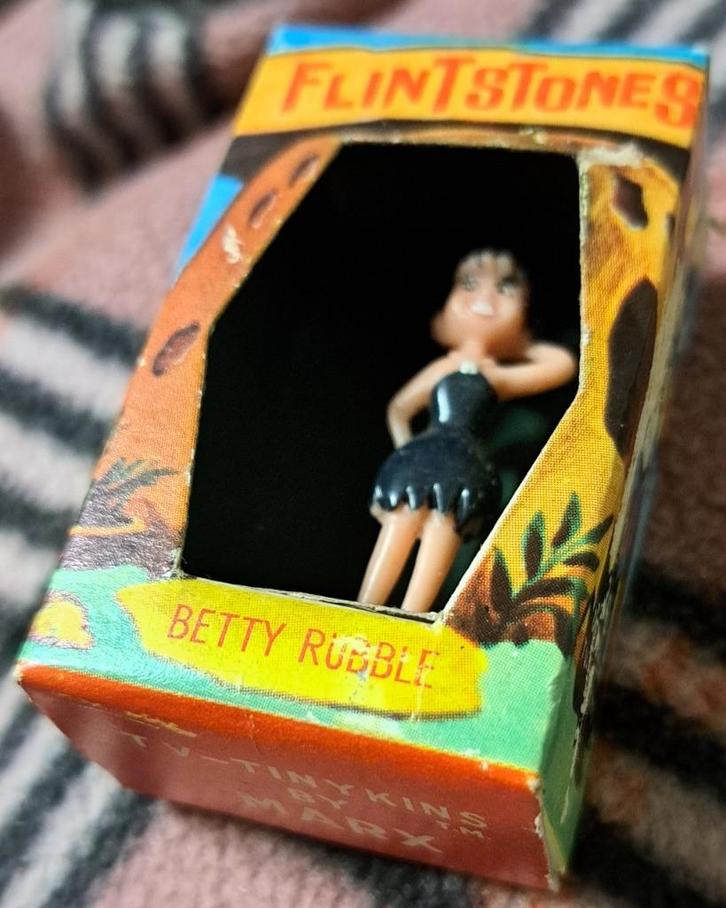 FLINTSTONES
BETTY RUBBLE
TV-TINYKINS
BY T.M.
MARX